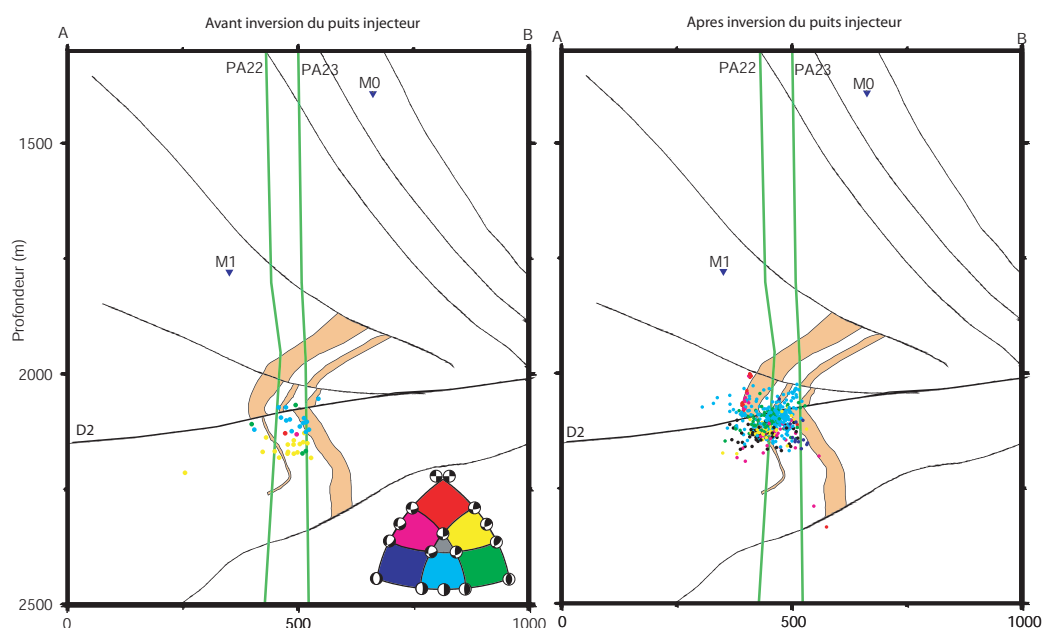 Avant inversion du puits injecteur
Apres inversion du puits injecteur
A
B
A
B
PA22
PA23
M0
PA22
PA23
M0
1500
Profondeur (m)
M1
M1
2000
D2
D2
2500
0
500
1000
0
500
1000